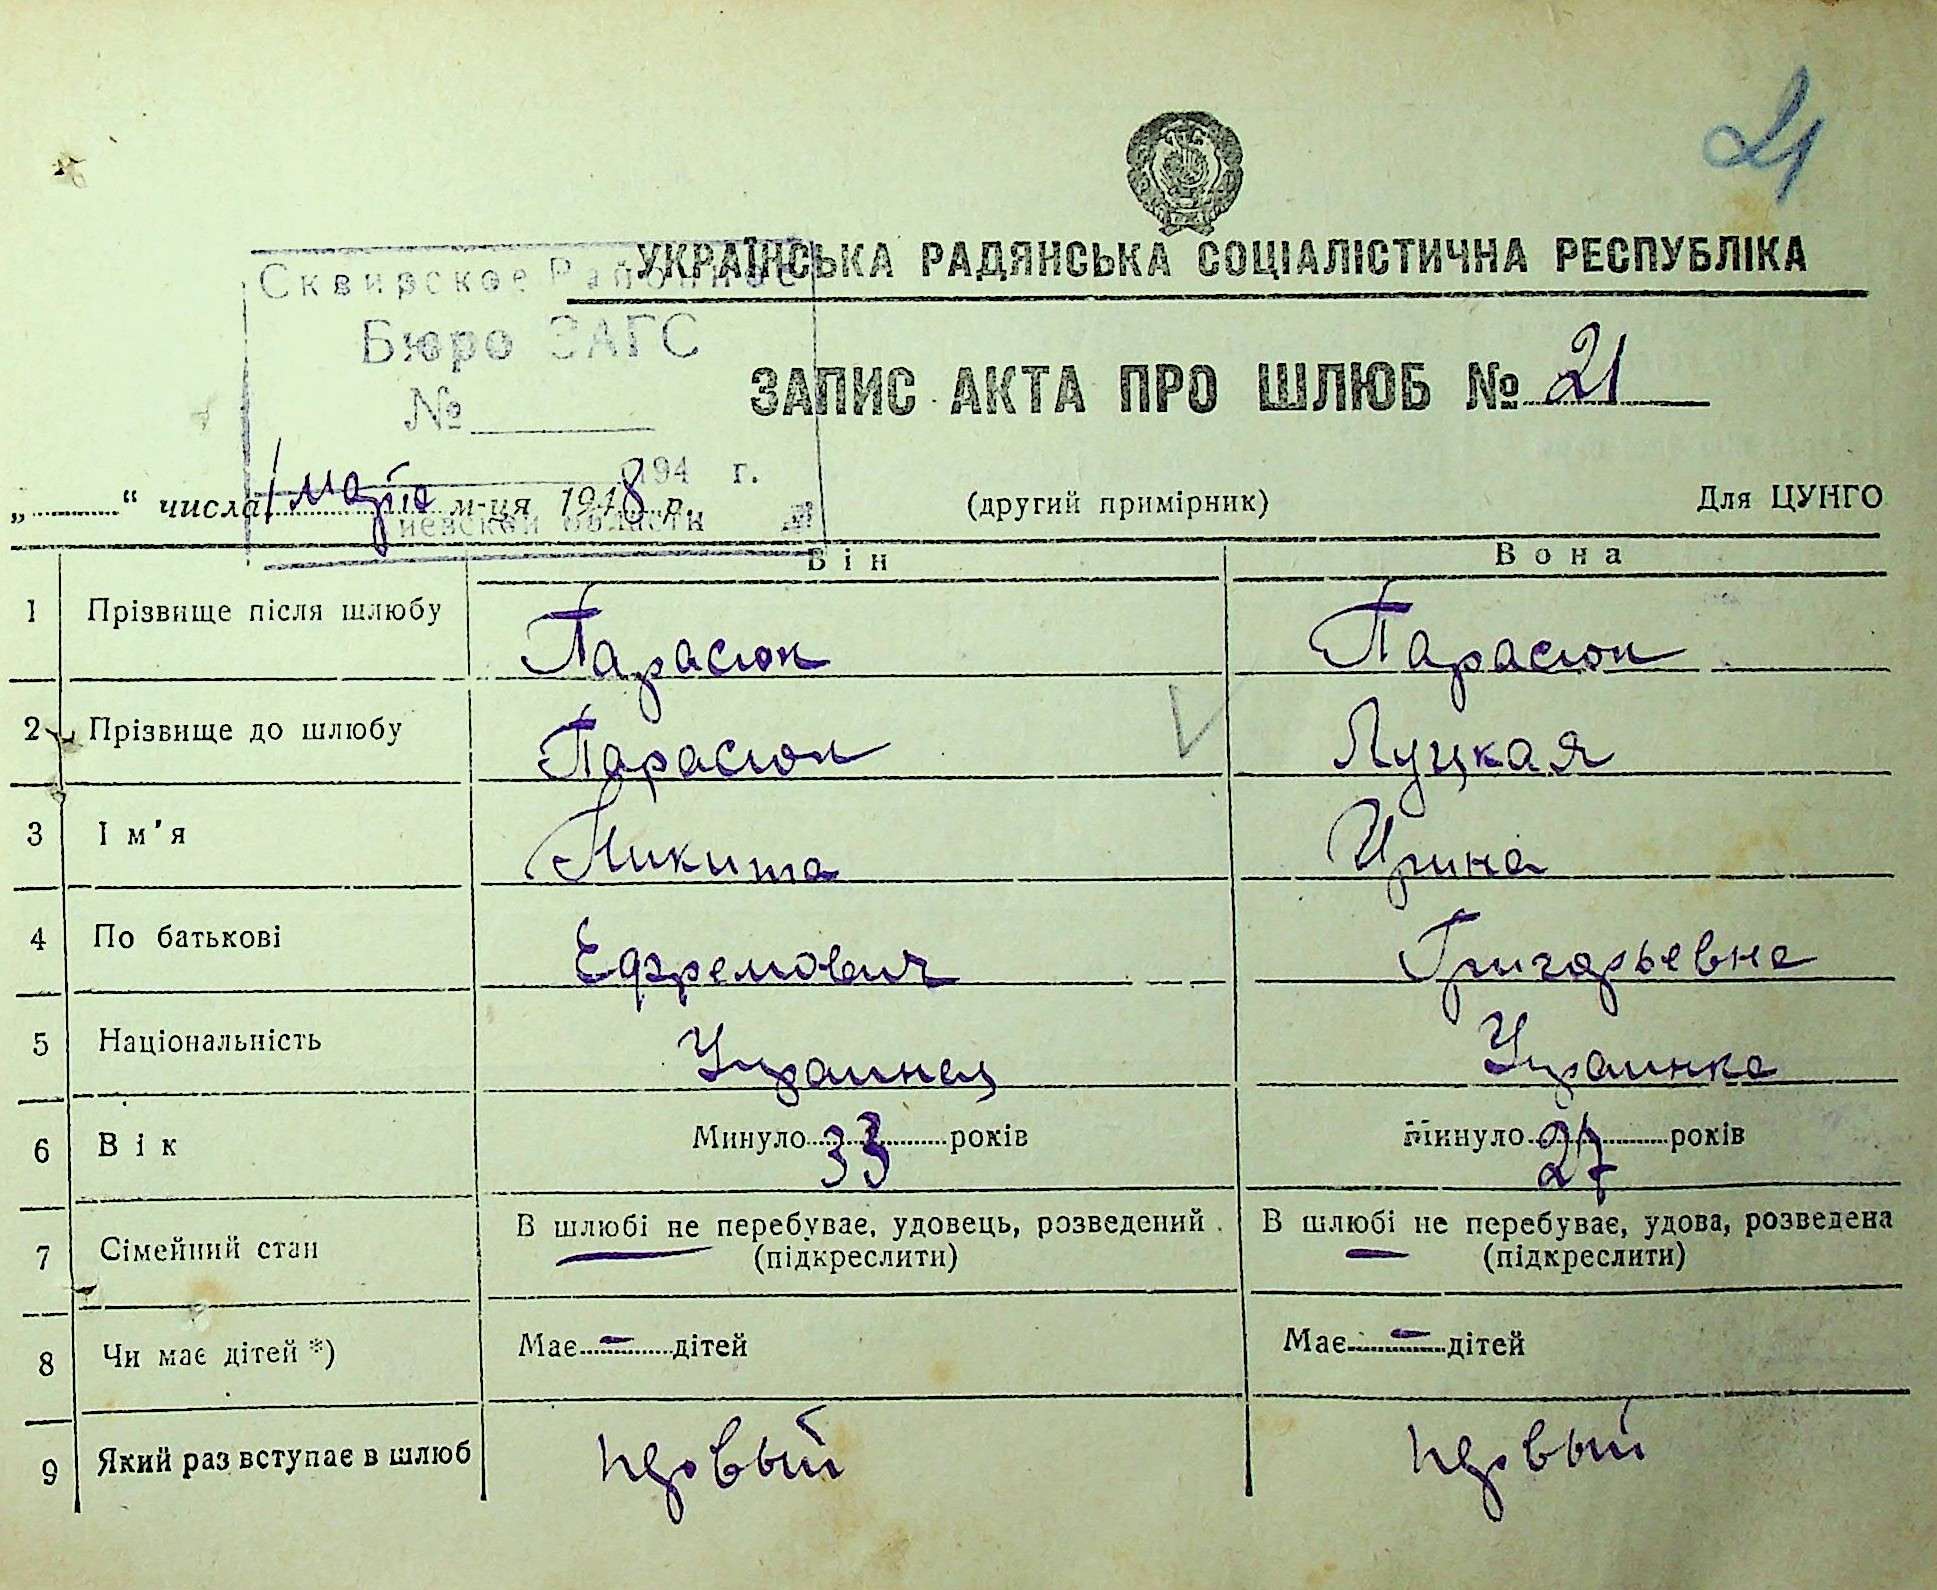 21
УКРАЇНСЬКА РАДЯНСЬКА СОЦІАЛІСТИЧНА РЕСПУБЛІКА
Сквирское Районное
Бюро ЗАГС
№
194 г.
иевской области
ЗАПИС АКТА ПРО ШЛЮБ № 21
„ “ числа 1 марта м-ця 1948 р. (другий примірник) Для ЦУНГО
Він Вона
1 Прізвище після шлюбу Парасюк Парасюк
2 Прізвище до шлюбу Парасюк Луцкая
3 Ім'я Никита Ирина
4 По батькові Ефремович Григорьевна
5 Національність Украинец Украинка
6 Вік Минуло 33 років Минуло 27 років
7 Сімейний стан В шлюбі не перебуває, удовець, розведений В шлюбі не перебуває, удова, розведена
(підкреслити) (підкреслити)
8 Чи має дітей *) Має – дітей Має – дітей
9 Який раз вступає в шлюб первый первый